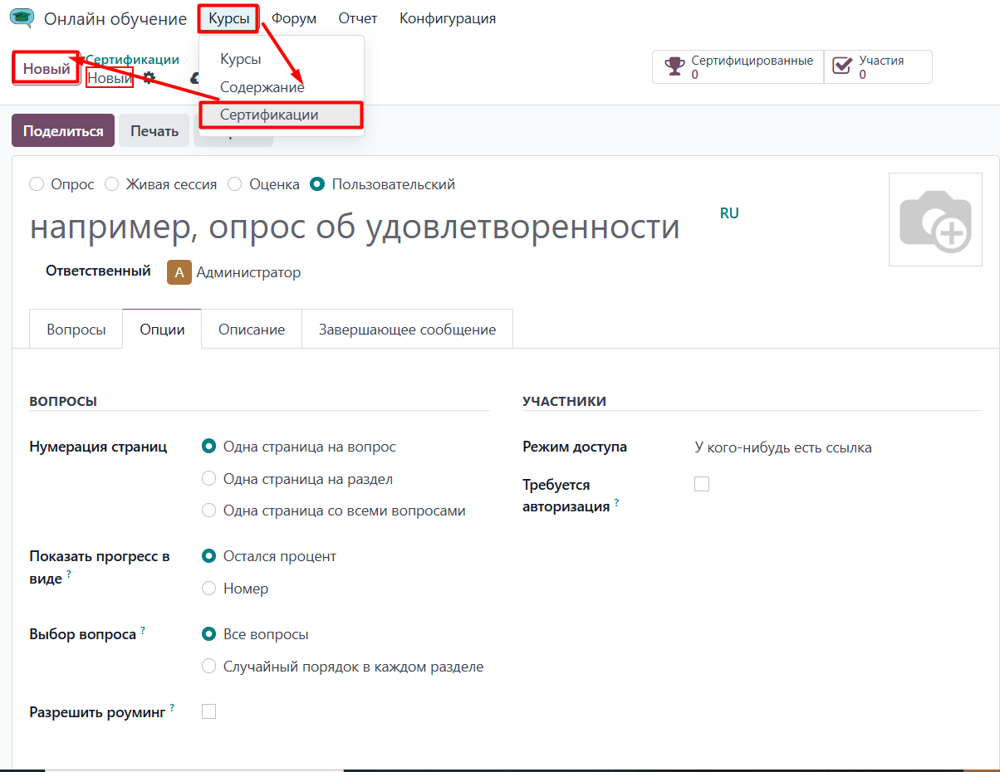 Онлайн обучение Курсы Форум Отчет Конфигурация
Курсы
Содержание
Сертификации
Новый
Сертификации
Новый
Сертифицированные
0
Участия
0
Поделиться Печать
Опрос Живая сессия Оценка Пользовательский
например, опрос об удовлетворенности
RU
Ответственный А Администратор
Вопросы Опции Описание Завершающее сообщение
ВОПРОСЫ
Нумерация страниц
Одна страница на вопрос
Одна страница на раздел
Одна страница со всеми вопросами
Показать прогресс в
виде ?
Остался процент
Номер
Выбор вопроса ?
Все вопросы
Случайный порядок в каждом разделе
Разрешить роуминг ?
УЧАСТНИКИ
Режим доступа У кого-нибудь есть ссылка
Требуется
авторизация ?